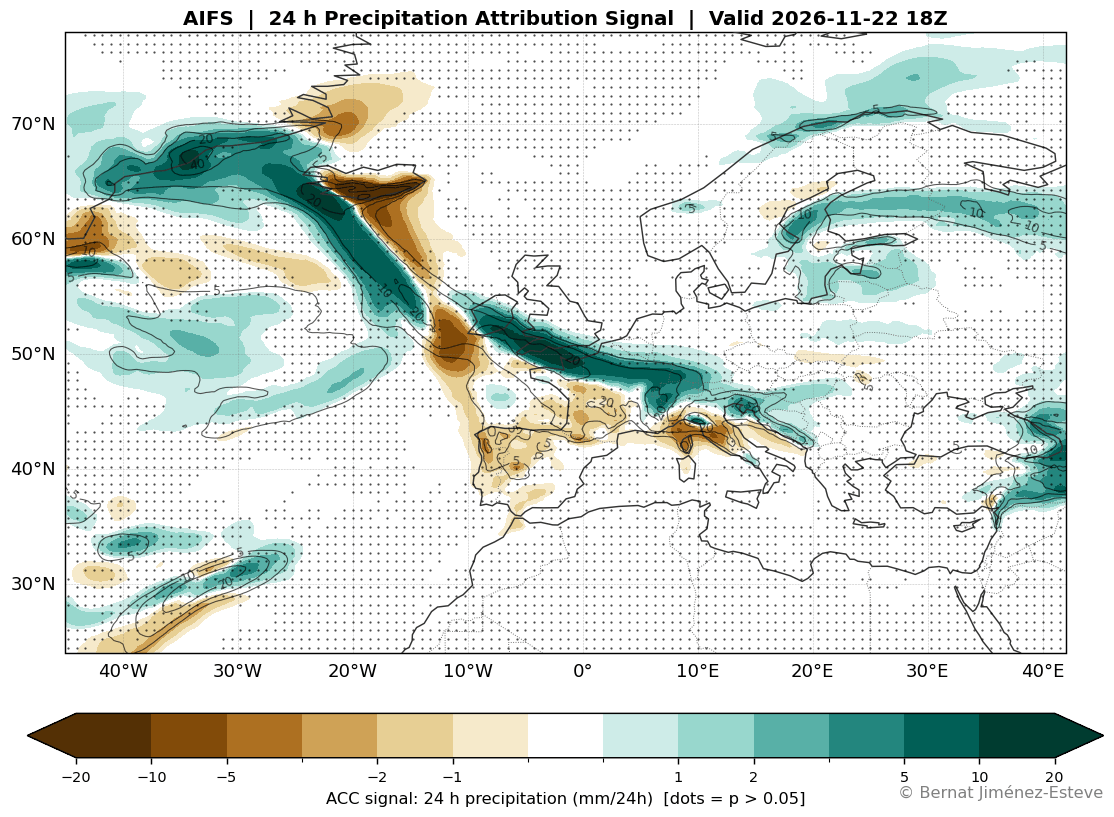 AIFS | 24 h Precipitation Attribution Signal | Valid 2026-11-22 18Z
70°N
60°N
50°N
40°N
30°N
40°W 30°W 20°W 10°W 0° 10°E 20°E 30°E 40°E
−20 −10 −5 −2 −1 1 2 5 10 20
ACC signal: 24 h precipitation (mm/24h) [dots = p > 0.05]
© Bernat Jiménez-Esteve